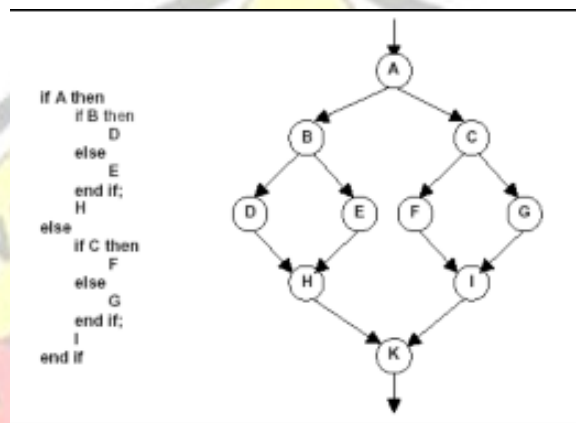 if A then
if B then
D
else
E
end if;
H
else
if C then
F
else
G
end if;
I
end if
A
B C
D E F G
H I
K